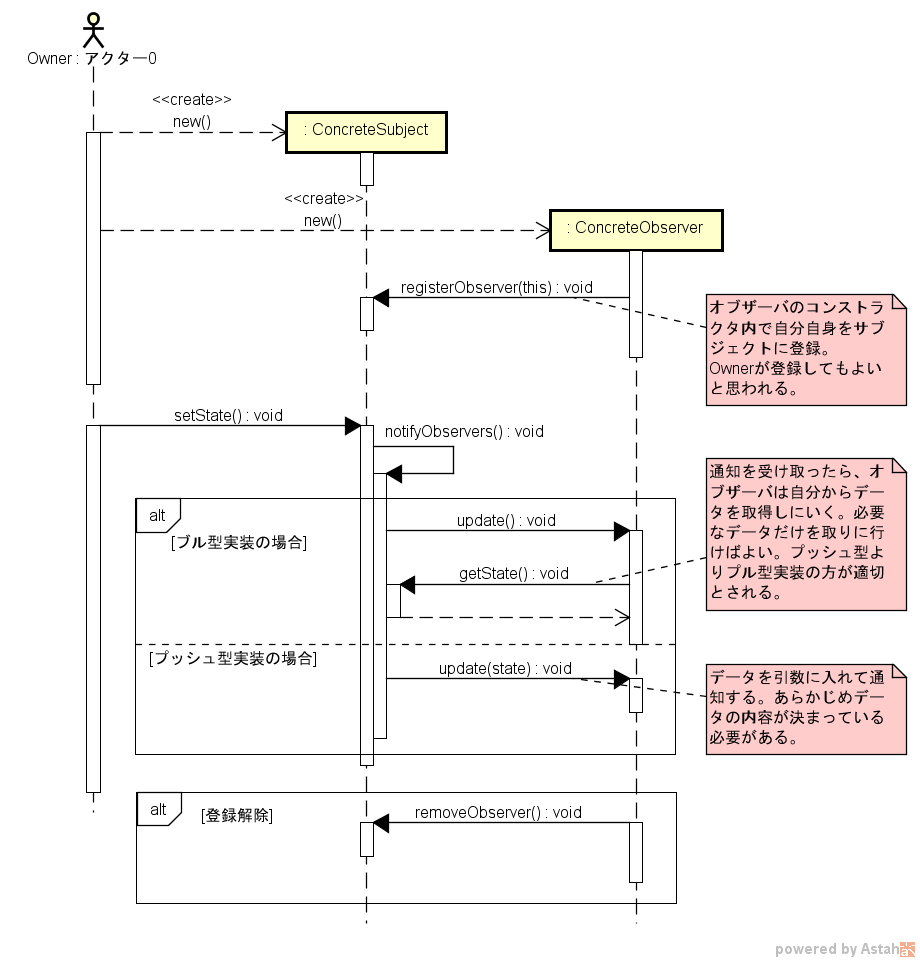 Owner : アクター0
<<create>>
new()
: ConcreteSubject
<<create>>
new()
: ConcreteObserver
registerObserver(this) : void
オブザーバのコンストラ
クタ内で自分自身をサブ
ジェクトに登録。
Ownerが登録してもよい
と思われる。
setState() : void
notifyObservers() : void
通知を受け取ったら、オ
ブザーバは自分からデー
タを取得しにいく。必要
なデータだけを取りに行
けばよい。プッシュ型よ
りプル型実装の方が適切
とされる。
alt
[プル型実装の場合]
update() : void
getState() : void
[プッシュ型実装の場合]
update(state) : void
データを引数に入れて通
知する。あらかじめデー
タの内容が決まっている
必要がある。
alt
[登録解除]
removeObserver() : void
powered by Astah